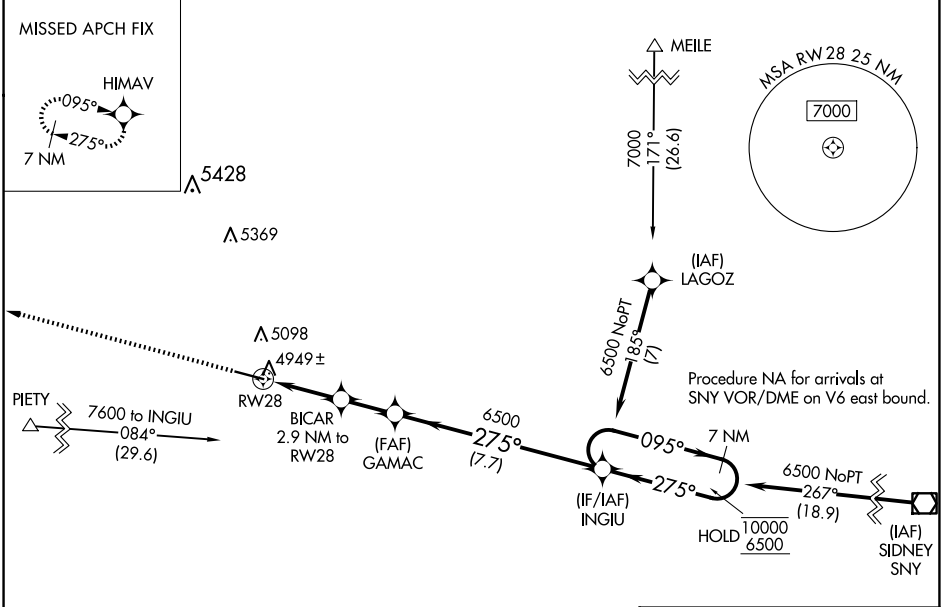 MISSED APCH FIX
HIMAV
095°
275°
7 NM
5428
5369
5098
4949±
RW28
BICAR
2.9 NM to
RW28
(FAF)
GAMAC
PIETY
7600 to INGIU
084°
(29.6)
6500
275°
(7.7)
MEILE
7000
171°
(26.6)
(IAF)
LAGOZ
6500 NoPT
185°
(7)
MSA RW 28 25 NM
7000
Procedure NA for arrivals at
SNY VOR/DME on V6 east bound.
095°
7 NM
275°
(IF/IAF)
INGIU
HOLD
10000
6500
6500 NoPT
267°
(18.9)
(IAF)
SIDNEY
SNY